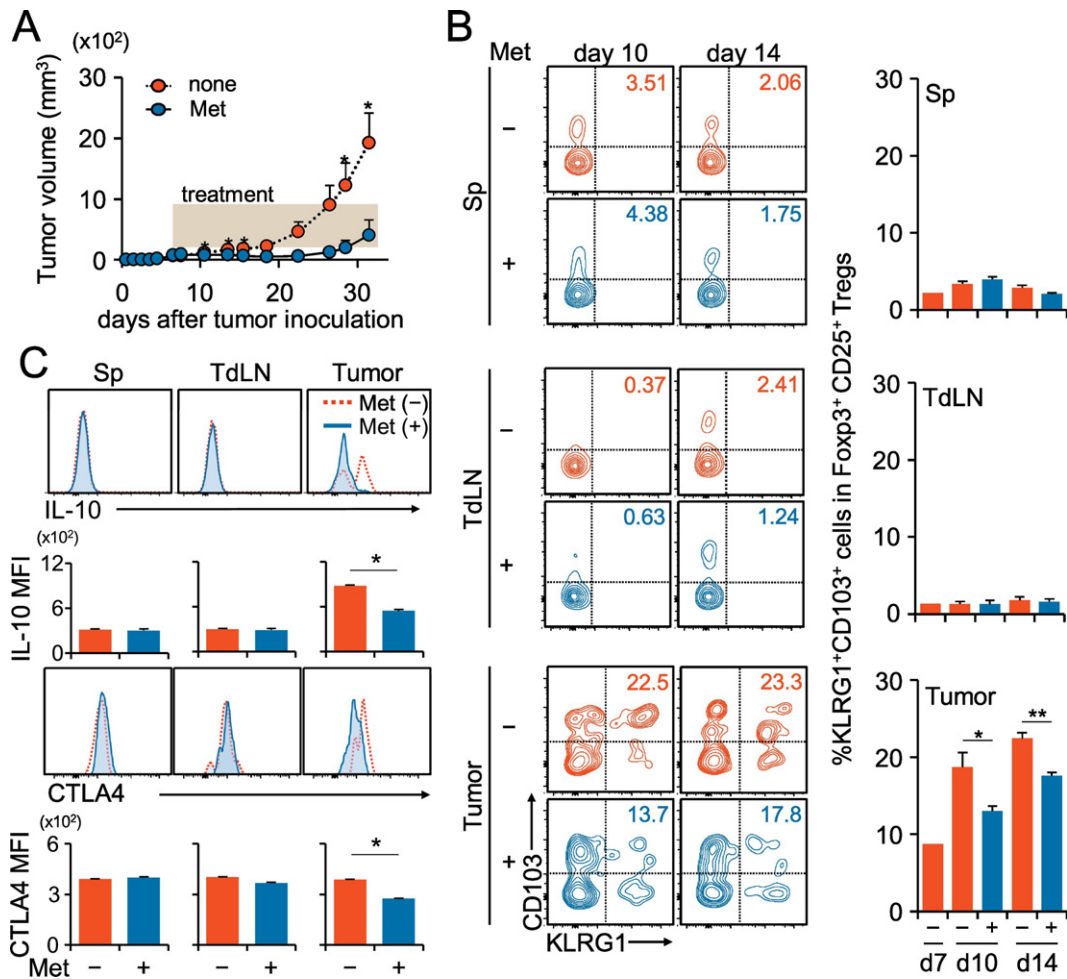 A
(x10²)
Tumor volume (mm³)
30
20
10
0
none
Met
*
*
treatment
* * *
0 10 20 30
days after tumor inoculation
B
Met day 10 day 14
Sp
−
3.51 2.06
+
4.38 1.75
TdLN
−
0.37 2.41
+
0.63 1.24
Tumor
−
22.5 23.3
+
13.7 17.8
CD103
KLRG1
%KLRG1⁺CD103⁺ cells in Foxp3⁺ CD25⁺ Tregs
30
20
10
0
Sp
30
20
10
0
TdLN
30
20
10
0
Tumor
*
**
− − + − +
d7 d10 d14
C
Sp TdLN Tumor
Met (−)
Met (+)
IL-10
(x10²)
IL-10 MFI
12
6
0
*
CTLA4
(x10²)
CTLA4 MFI
6
3
0
*
Met − + − + − +